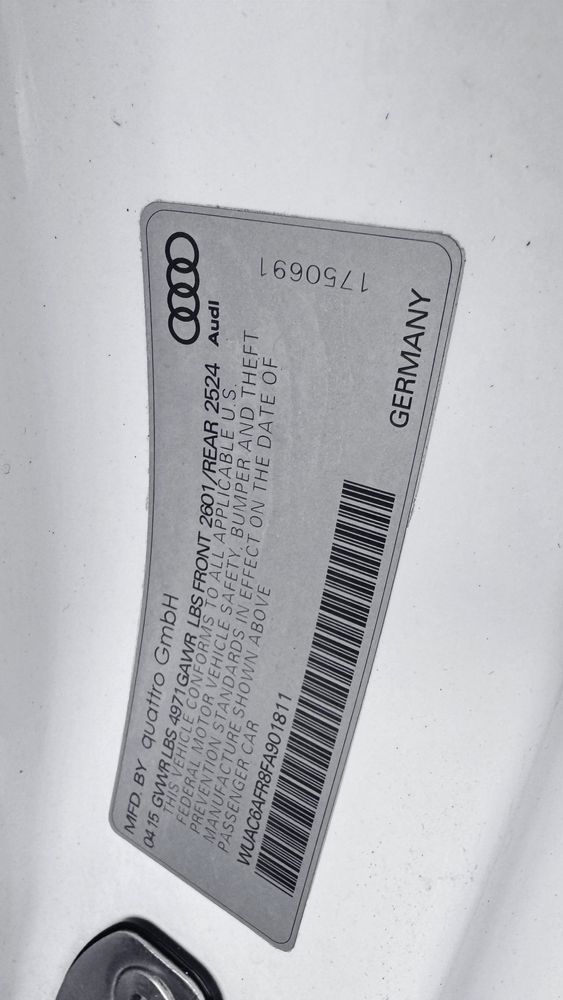 MFD. BY quattro GmbH
Audi
04 15 GVWR LBS 4971 GAWR LBS FRONT 2601/REAR 2524
THIS VEHICLE CONFORMS TO ALL APPLICABLE U.S.
FEDERAL MOTOR VEHICLE SAFETY, BUMPER AND THEFT
PREVENTION STANDARDS IN EFFECT ON THE DATE OF
MANUFACTURE SHOWN ABOVE
PASSENGER CAR
WUAC6AFR8FA901811
1750691
GERMANY